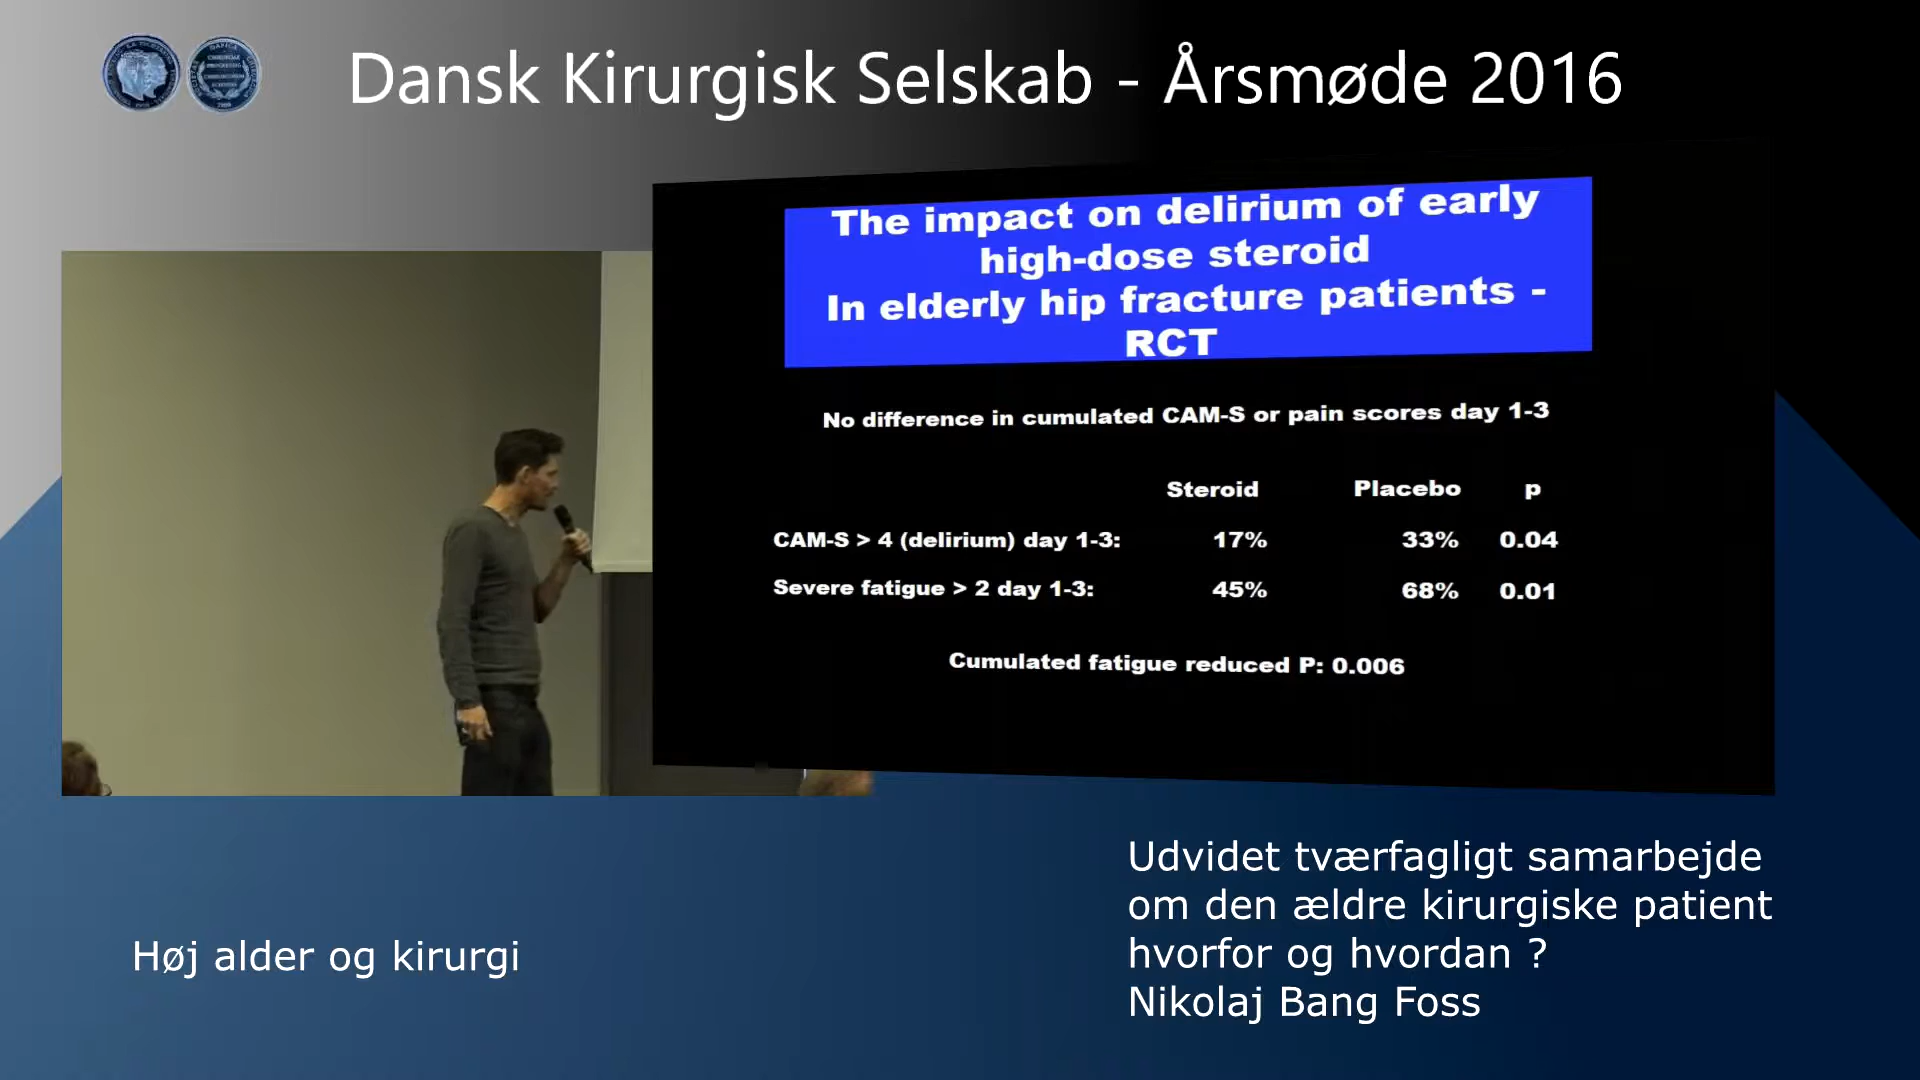 Dansk Kirurgisk Selskab - Årsmøde 2016
The impact on delirium of early
high-dose steroid
In elderly hip fracture patients -
RCT
No difference in cumulated CAM-S or pain scores day 1-3
Steroid Placebo p
CAM-S > 4 (delirium) day 1-3: 17% 33% 0.04
Severe fatigue > 2 day 1-3: 45% 68% 0.01
Cumulated fatigue reduced P: 0.006
Høj alder og kirurgi
Udvidet tværfagligt samarbejde
om den ældre kirurgiske patient
hvorfor og hvordan ?
Nikolaj Bang Foss